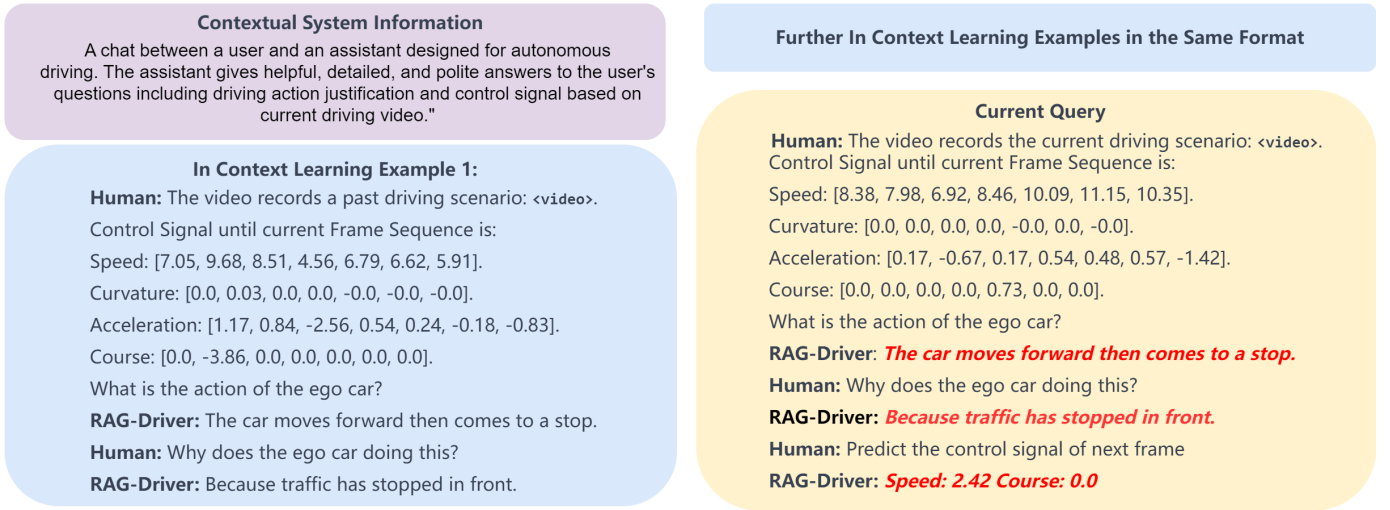 Contextual System Information
A chat between a user and an assistant designed for autonomous
driving. The assistant gives helpful, detailed, and polite answers to the user's
questions including driving action justification and control signal based on
current driving video."
In Context Learning Example 1:
Human: The video records a past driving scenario: <video>.
Control Signal until current Frame Sequence is:
Speed: [7.05, 9.68, 8.51, 4.56, 6.79, 6.62, 5.91].
Curvature: [0.0, 0.03, 0.0, 0.0, -0.0, -0.0, -0.0].
Acceleration: [1.17, 0.84, -2.56, 0.54, 0.24, -0.18, -0.83].
Course: [0.0, -3.86, 0.0, 0.0, 0.0, 0.0, 0.0].
What is the action of the ego car?
RAG-Driver: The car moves forward then comes to a stop.
Human: Why does the ego car doing this?
RAG-Driver: Because traffic has stopped in front.
Further In Context Learning Examples in the Same Format
Current Query
Human: The video records the current driving scenario: <video>.
Control Signal until current Frame Sequence is:
Speed: [8.38, 7.98, 6.92, 8.46, 10.09, 11.15, 10.35].
Curvature: [0.0, 0.0, 0.0, 0.0, -0.0, 0.0, -0.0].
Acceleration: [0.17, -0.67, 0.17, 0.54, 0.48, 0.57, -1.42].
Course: [0.0, 0.0, 0.0, 0.0, 0.73, 0.0, 0.0].
What is the action of the ego car?
RAG-Driver: The car moves forward then comes to a stop.
Human: Why does the ego car doing this?
RAG-Driver: Because traffic has stopped in front.
Human: Predict the control signal of next frame
RAG-Driver: Speed: 2.42 Course: 0.0